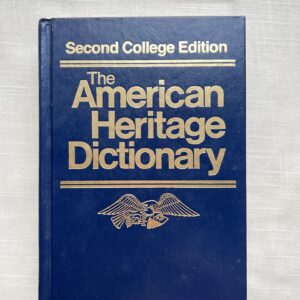 Second College Edition
The
American
Heritage
Dictionary